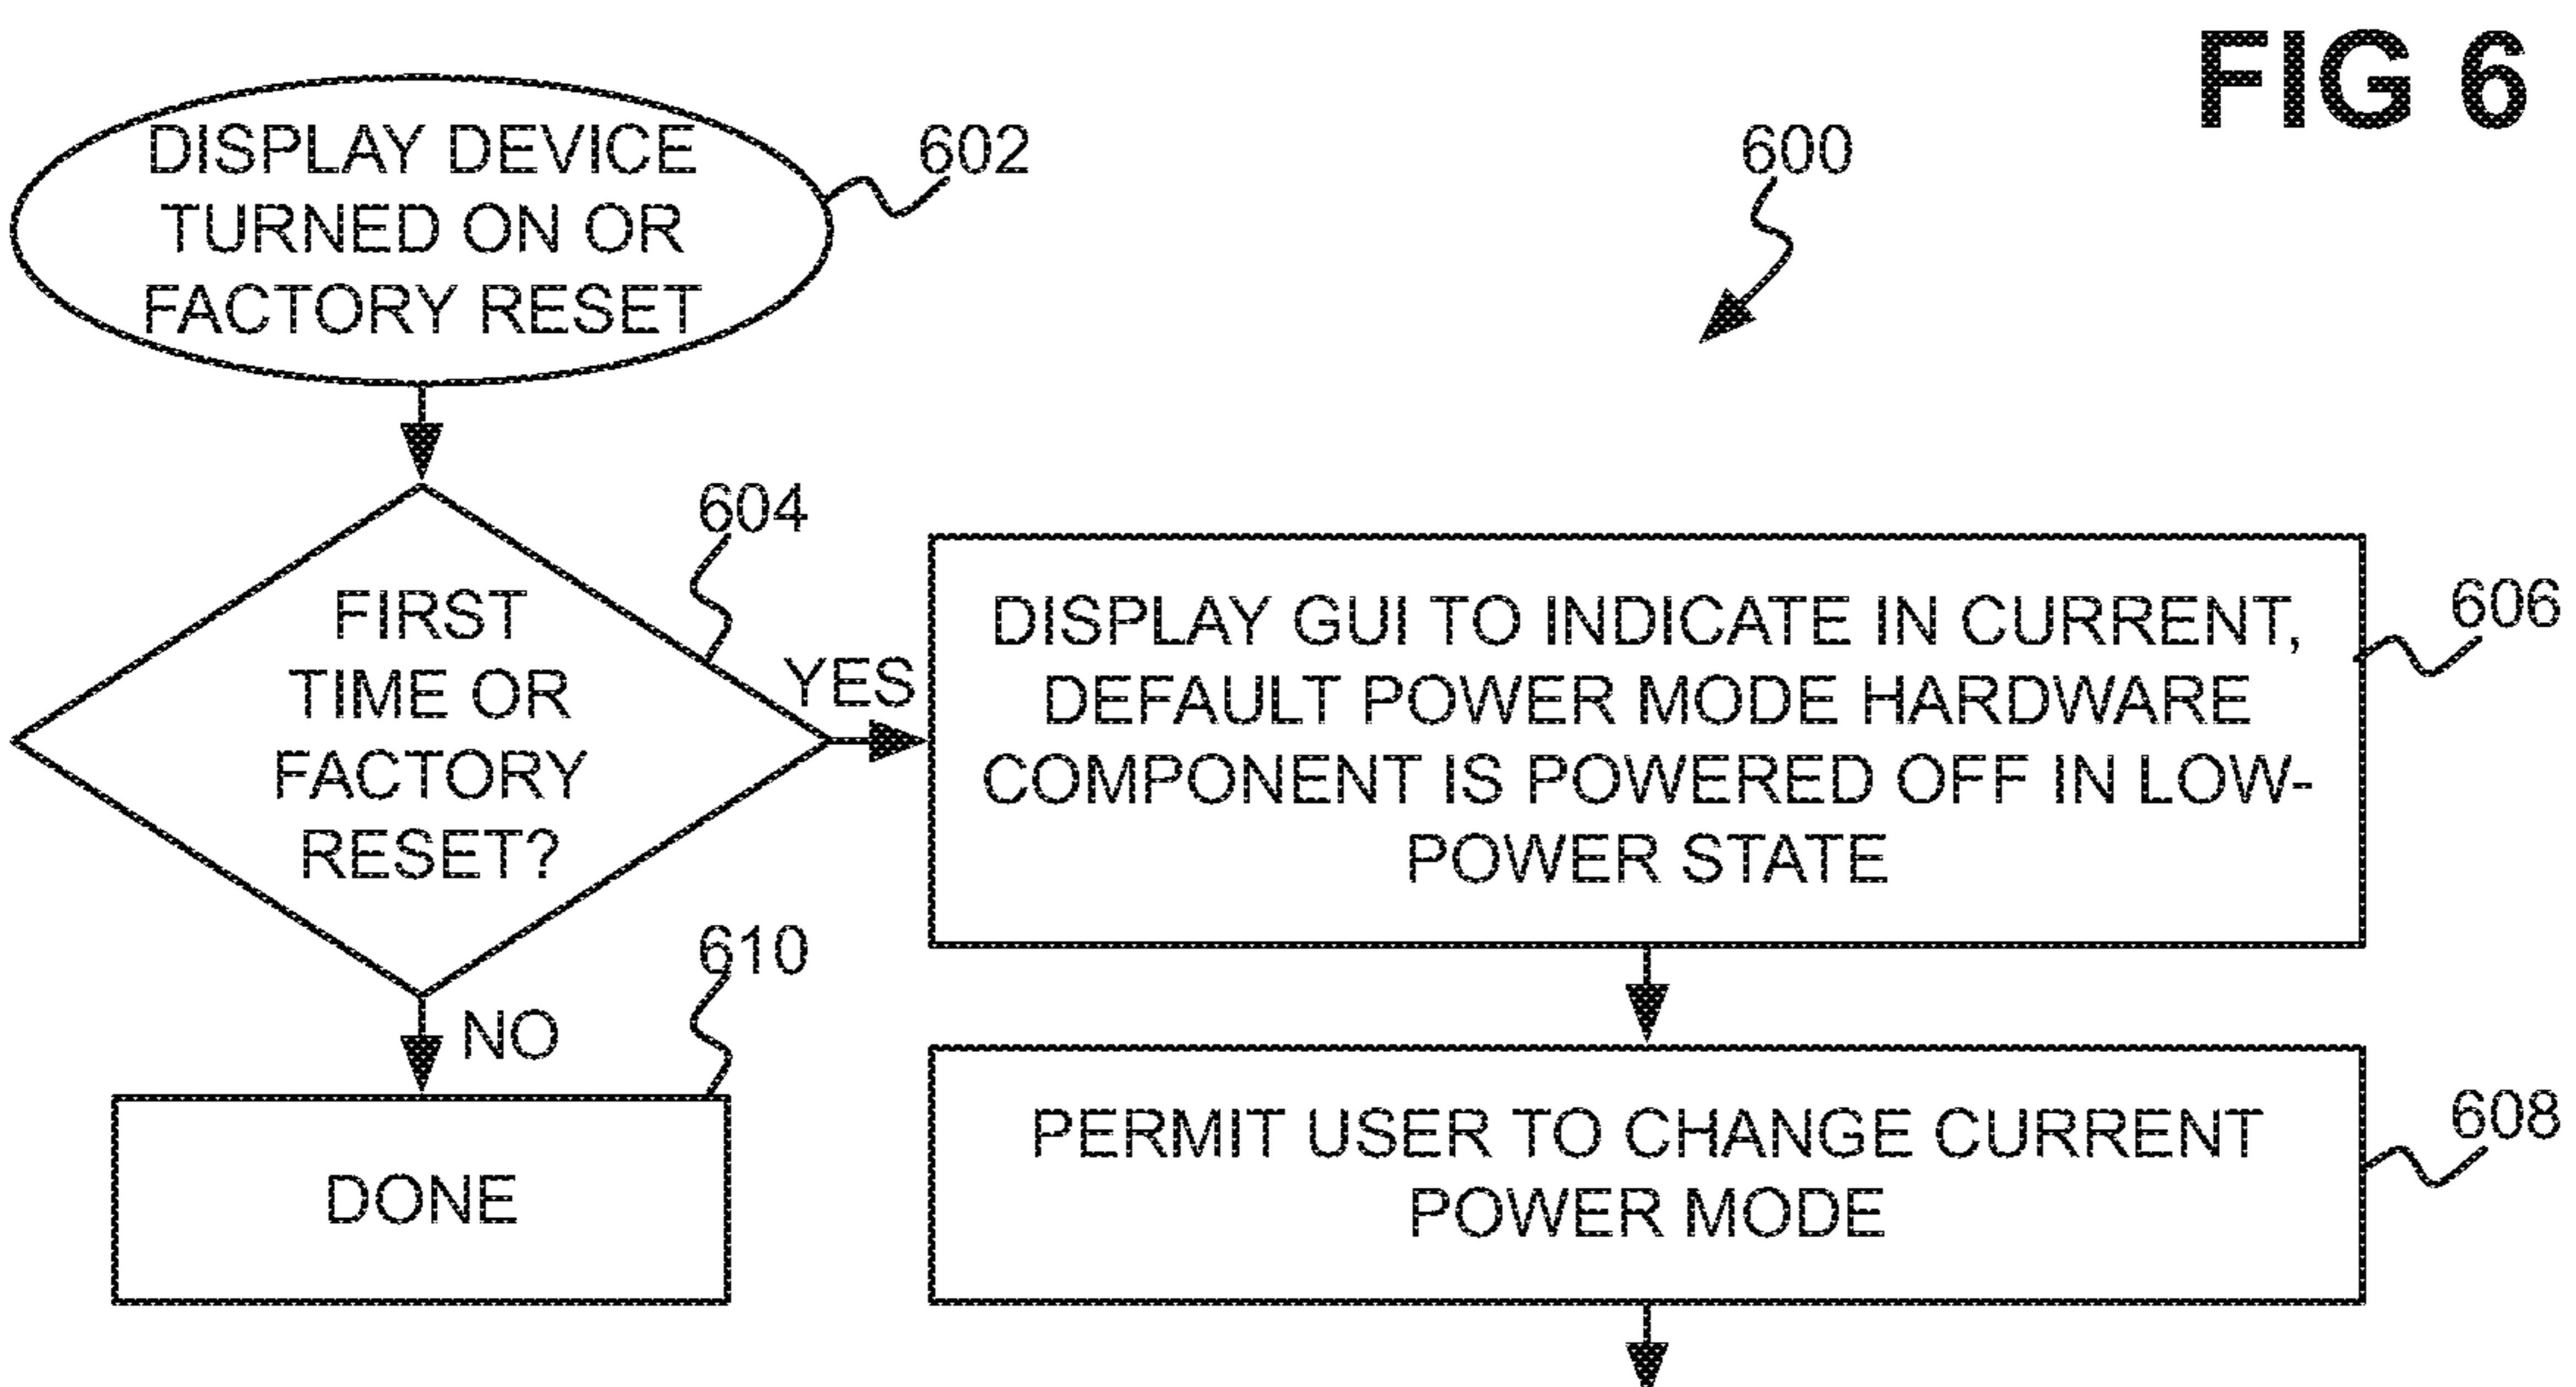 FIG 6
DISPLAY DEVICE
TURNED ON OR
FACTORY RESET
602
600
604
FIRST
TIME OR
FACTORY
RESET?
YES
DISPLAY GUI TO INDICATE IN CURRENT,
DEFAULT POWER MODE HARDWARE
COMPONENT IS POWERED OFF IN LOW-
POWER STATE
606
NO
610
DONE
PERMIT USER TO CHANGE CURRENT
POWER MODE
608